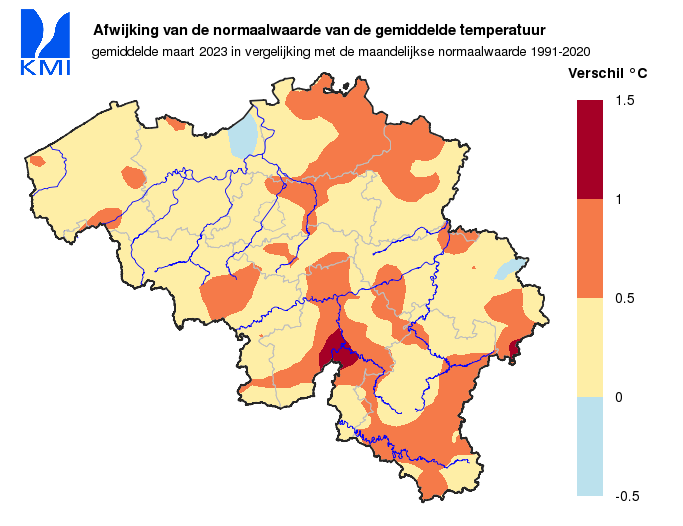 Afwijking van de normaalwaarde van de gemiddelde temperatuur
gemiddelde maart 2023 in vergelijking met de maandelijkse normaalwaarde 1991-2020
KMI
Verschil °C
1.5
1
0.5
0
-0.5